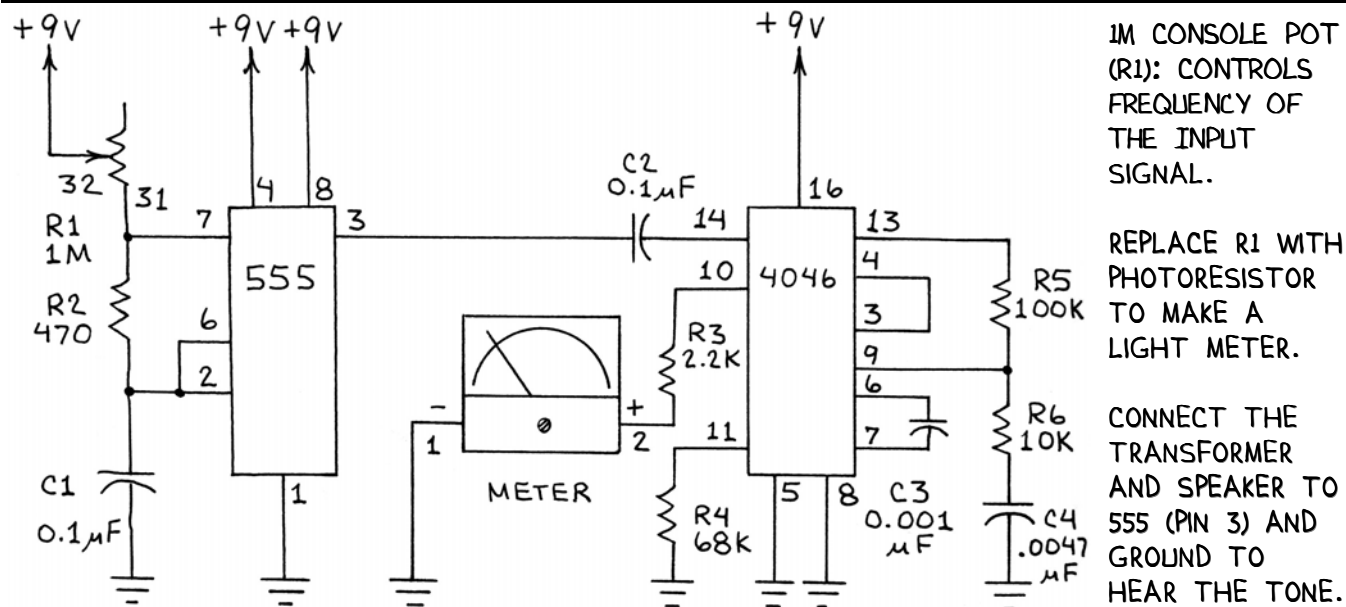 +9V
+9V +9V
+9V
32
31
R1
1M
R2
470
7
6
2
4
8
3
555
1
C1
0.1µF
C2
0.1µF
14
10
11
16
13
4
3
9
6
7
4046
5
8
-
1
+
2
METER
R3
2.2K
R4
68K
C3
0.001
µF
R5
100K
R6
10K
C4
.0047
µF
1M CONSOLE POT
(R1): CONTROLS
FREQUENCY OF
THE INPUT
SIGNAL.
REPLACE R1 WITH
PHOTORESISTOR
TO MAKE A
LIGHT METER.
CONNECT THE
TRANSFORMER
AND SPEAKER TO
555 (PIN 3) AND
GROUND TO
HEAR THE TONE.